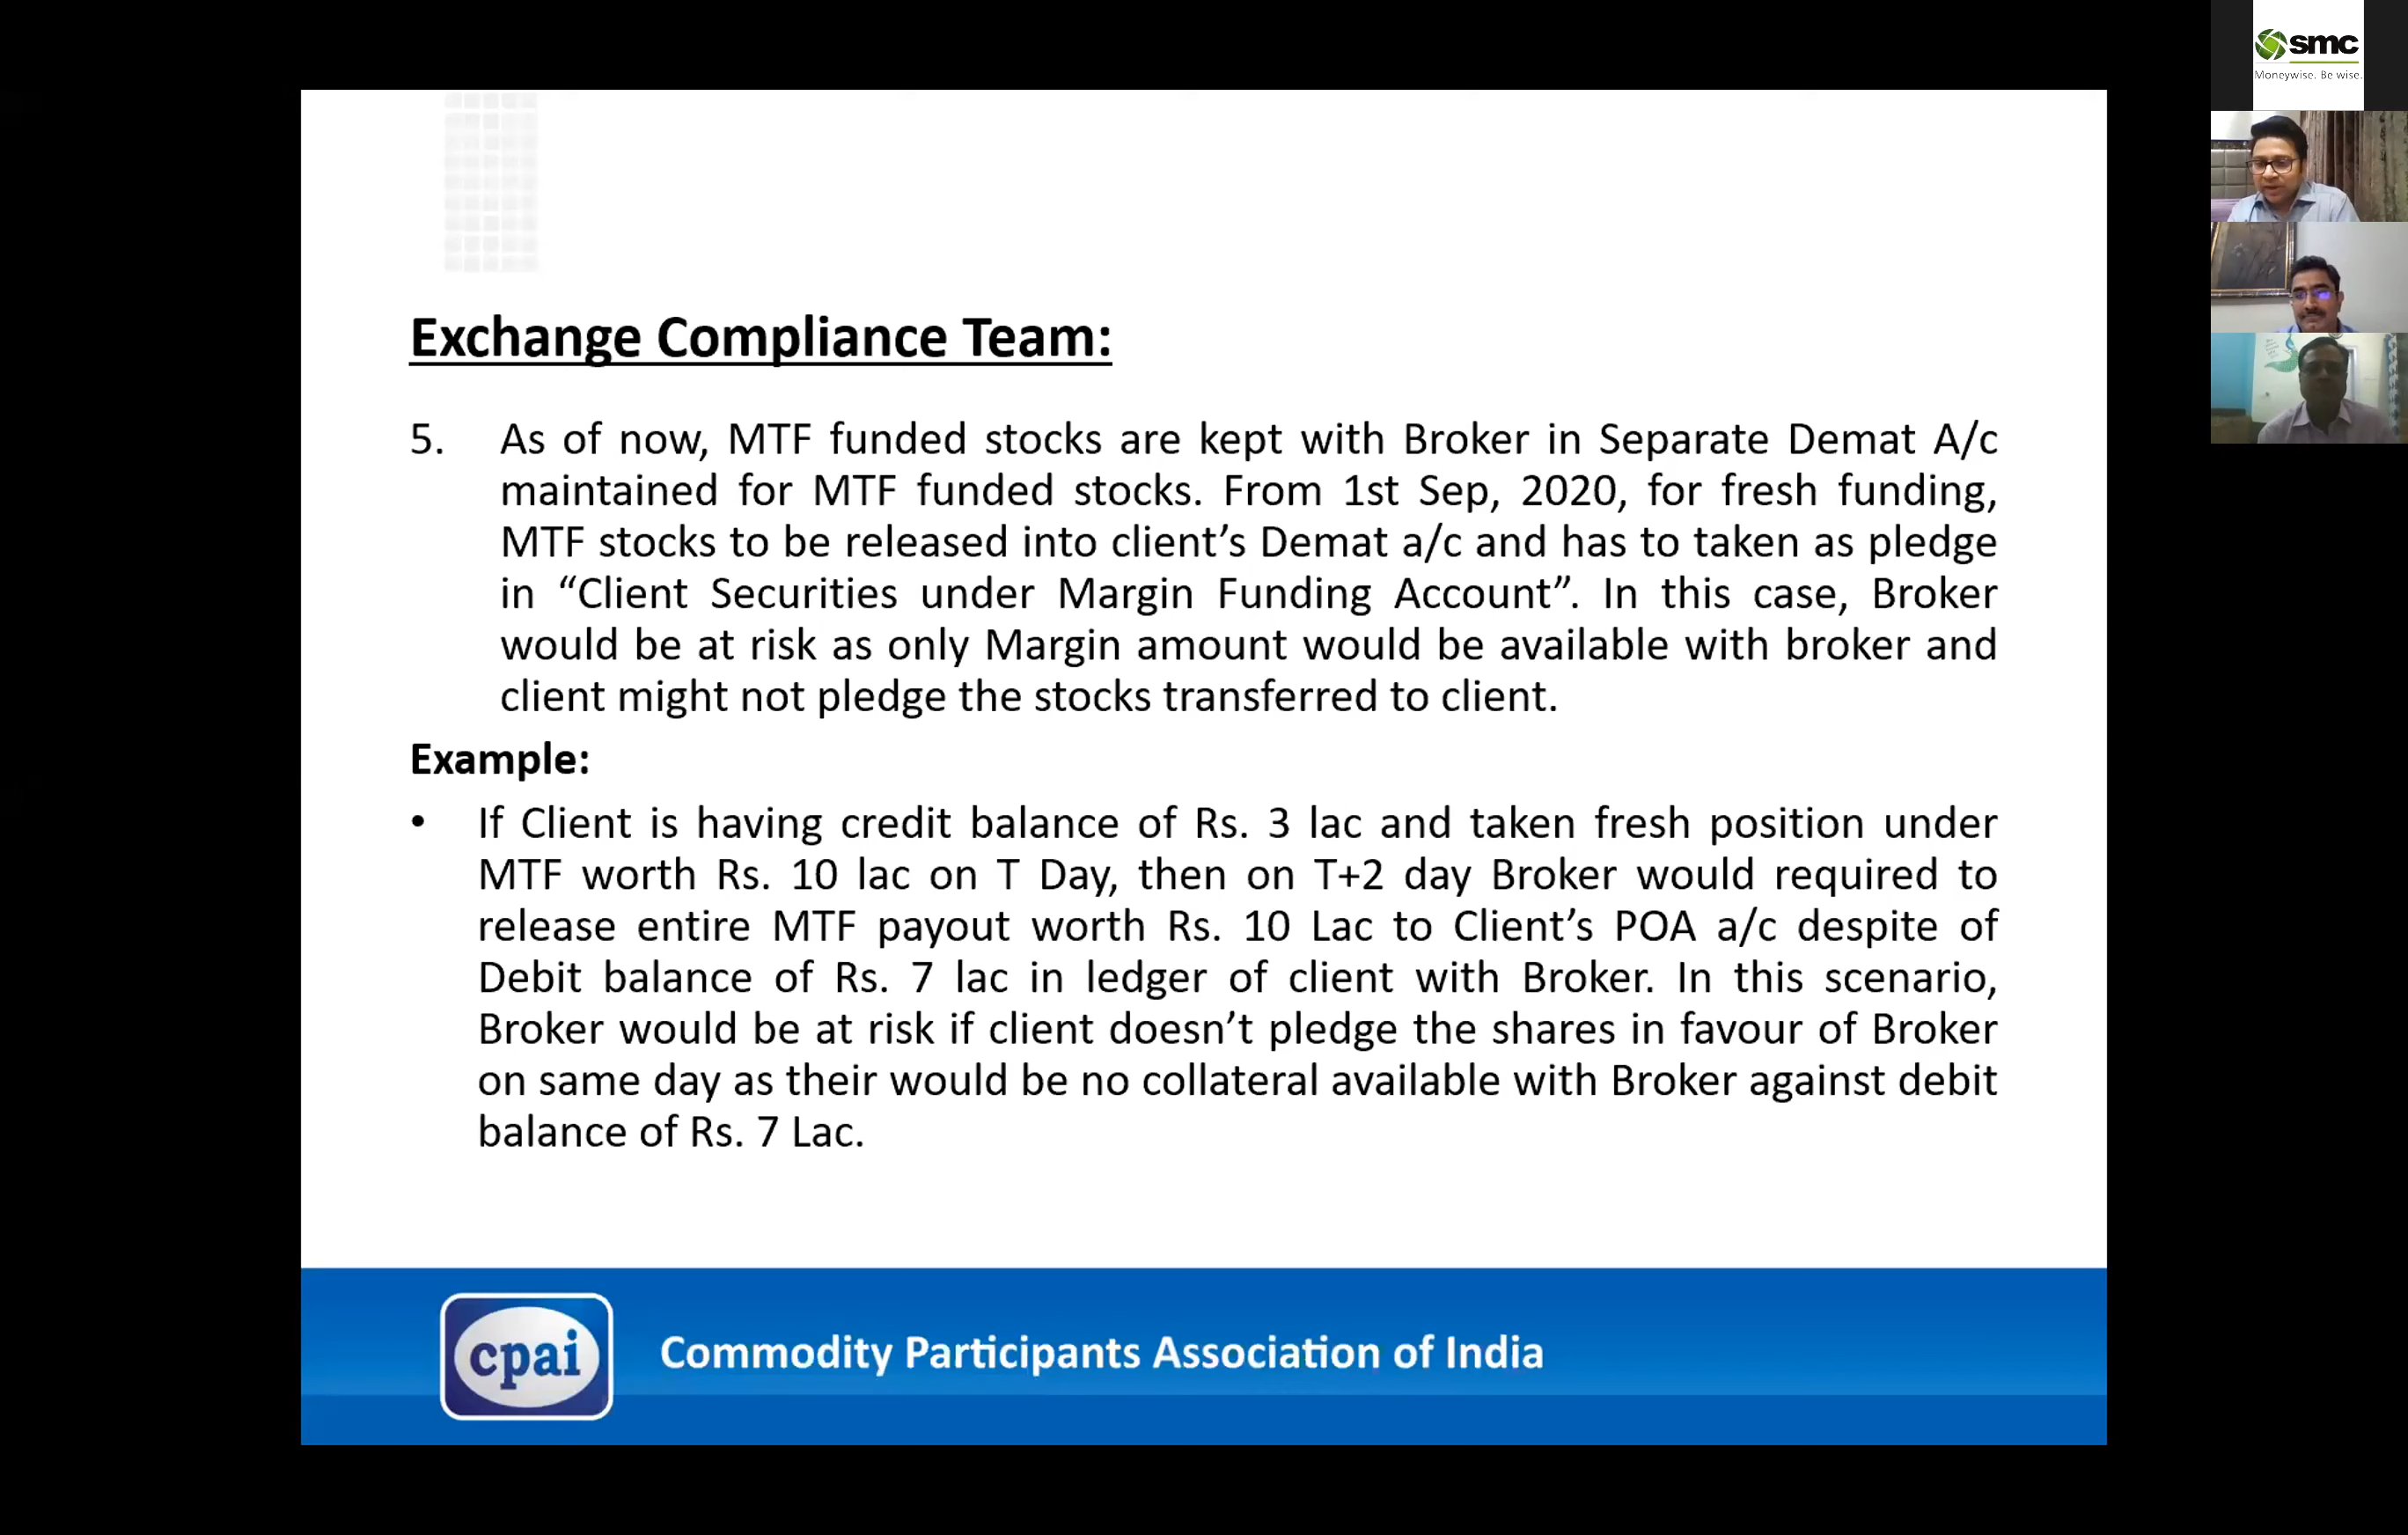 smc
Moneywise. Be wise.
Exchange Compliance Team:
5. As of now, MTF funded stocks are kept with Broker in Separate Demat A/c
maintained for MTF funded stocks. From 1st Sep, 2020, for fresh funding,
MTF stocks to be released into client’s Demat a/c and has to taken as pledge
in “Client Securities under Margin Funding Account”. In this case, Broker
would be at risk as only Margin amount would be available with broker and
client might not pledge the stocks transferred to client.
Example:
• If Client is having credit balance of Rs. 3 lac and taken fresh position under
MTF worth Rs. 10 lac on T Day, then on T+2 day Broker would required to
release entire MTF payout worth Rs. 10 Lac to Client’s POA a/c despite of
Debit balance of Rs. 7 lac in ledger of client with Broker. In this scenario,
Broker would be at risk if client doesn’t pledge the shares in favour of Broker
on same day as their would be no collateral available with Broker against debit
balance of Rs. 7 Lac.
cpai
Commodity Participants Association of India